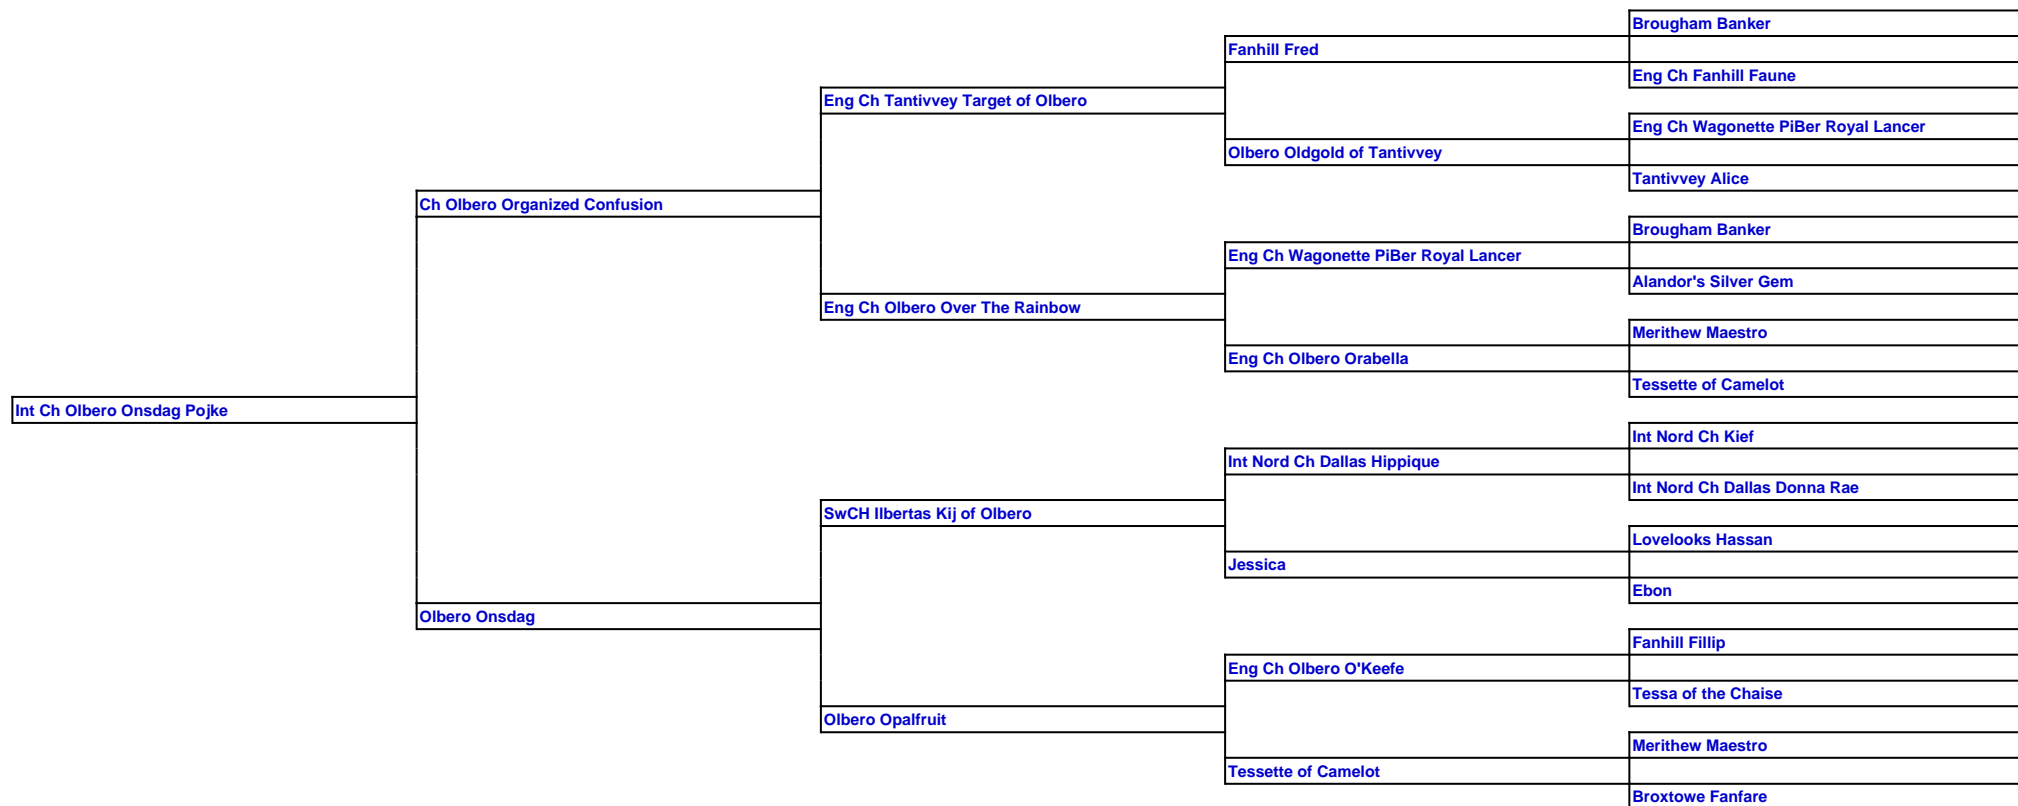 Brougham Banker
Fanhill Fred
Eng Ch Fanhill Faune
Eng Ch Tantivvey Target of Olbero
Eng Ch Wagonette PiBer Royal Lancer
Olbero Oldgold of Tantivvey
Tantivvey Alice
Ch Olbero Organized Confusion
Brougham Banker
Eng Ch Wagonette PiBer Royal Lancer
Alandor's Silver Gem
Eng Ch Olbero Over The Rainbow
Merithew Maestro
Eng Ch Olbero Orabella
Tessette of Camelot
Int Ch Olbero Onsdag Pojke
Int Nord Ch Kief
Int Nord Ch Dallas Hippique
Int Nord Ch Dallas Donna Rae
SwCH Ilbertas Kij of Olbero
Lovelooks Hassan
Jessica
Ebon
Olbero Onsdag
Fanhill Fillip
Eng Ch Olbero O'Keefe
Tessa of the Chaise
Olbero Opalfruit
Merithew Maestro
Tessette of Camelot
Broxtowe Fanfare